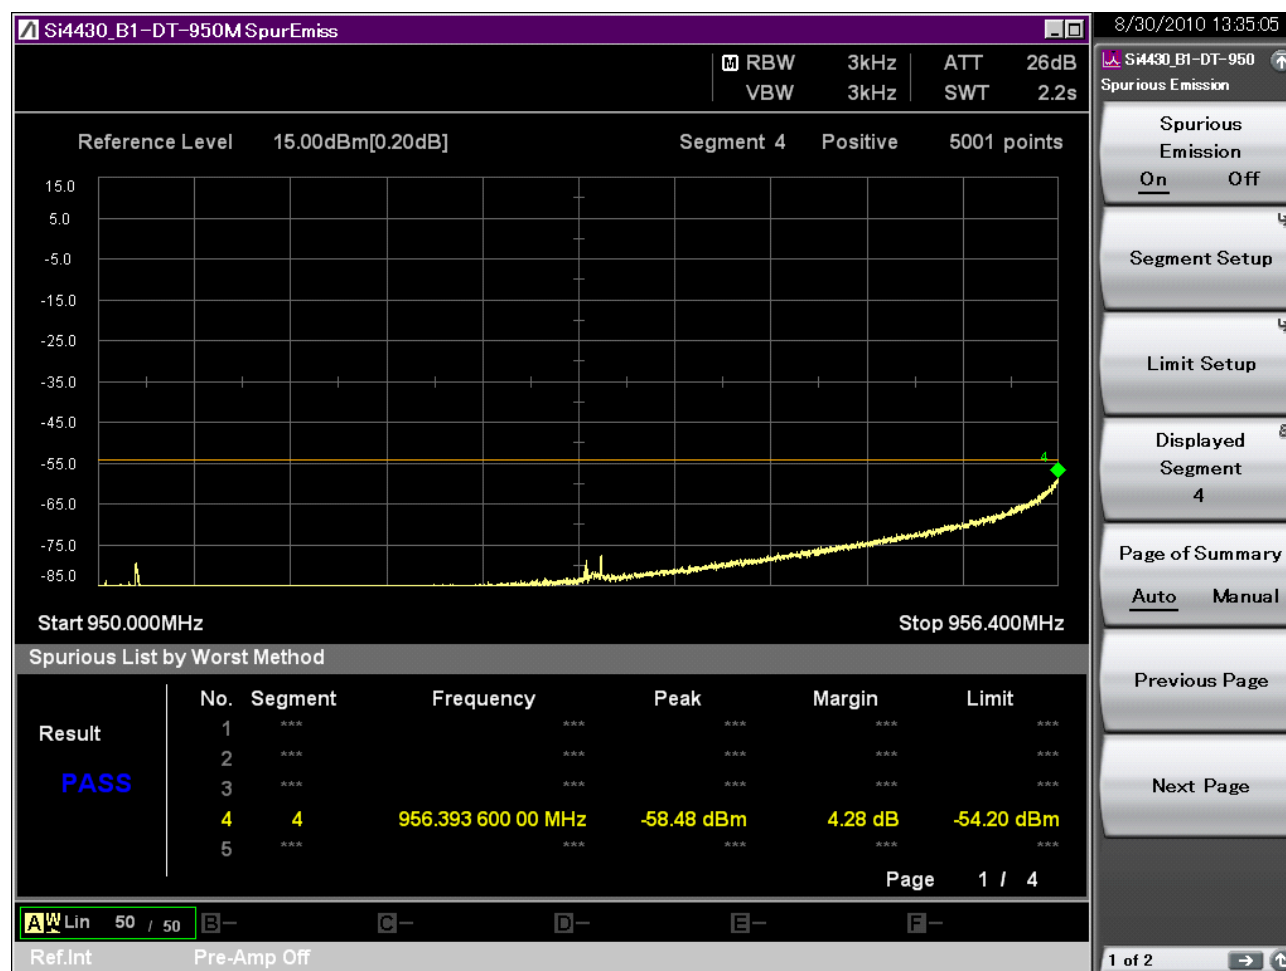 Si4430_B1-DT-950M SpurEmiss
8/30/2010 13:35:05
M RBW 3kHz ATT 26dB
VBW 3kHz SWT 2.2s
Si4430_B1-DT-950
Spurious Emission
Reference Level 15.00dBm[0.20dB] Segment 4 Positive 5001 points
15.0
5.0
-5.0
-15.0
-25.0
-35.0
-45.0
-55.0
-65.0
-75.0
-85.0
4
Start 950.000MHz Stop 956.400MHz
Spurious List by Worst Method
Result
PASS
No. Segment Frequency Peak Margin Limit
1 *** *** *** *** ***
2 *** *** *** *** ***
3 *** *** *** *** ***
4 4 956.393 600 00 MHz -58.48 dBm 4.28 dB -54.20 dBm
5 *** *** *** *** ***
Page 1 / 4
A W Lin 50 / 50 B- C- D- E- F-
Ref.Int Pre-Amp Off
Spurious
Emission
On Off
Segment Setup
Limit Setup
Displayed
Segment
4
Page of Summary
Auto Manual
Previous Page
Next Page
1 of 2